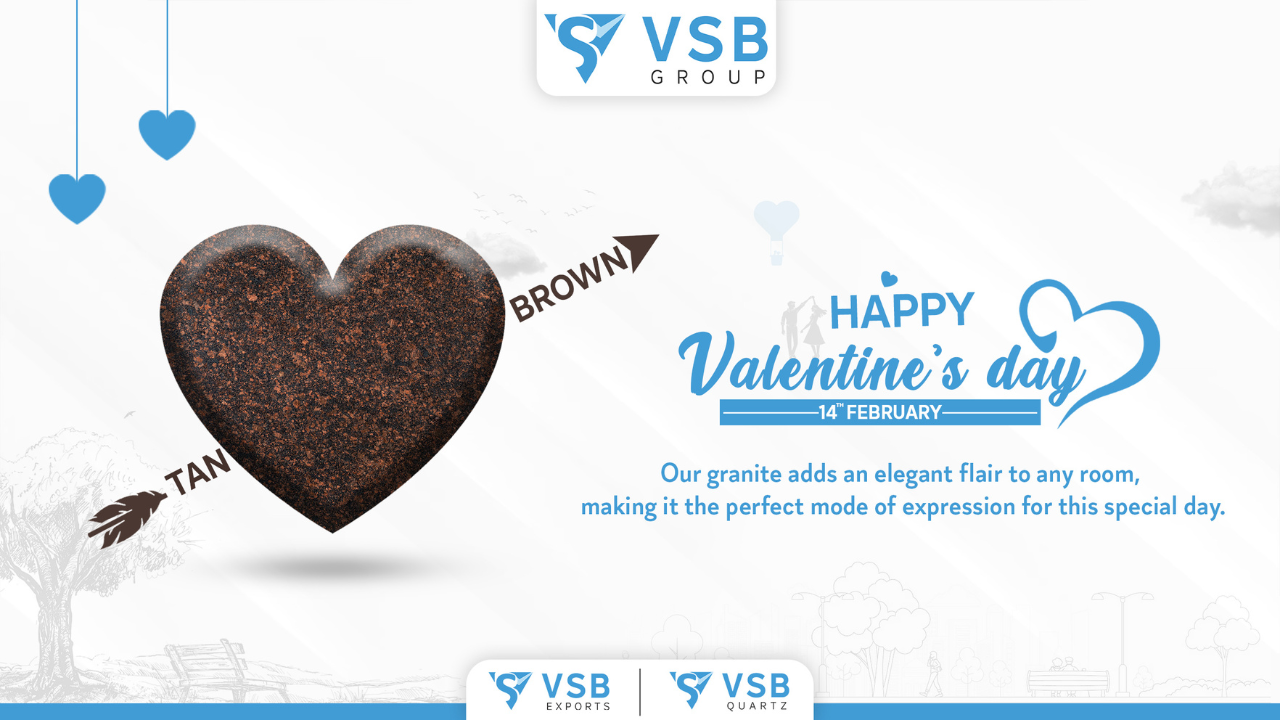 VSB
GROUP
BROWN
TAN
HAPPY
Valentine's day
14™ FEBRUARY
Our granite adds an elegant flair to any room,
making it the perfect mode of expression for this special day.
VSB
EXPORTS
VSB
QUARTZ